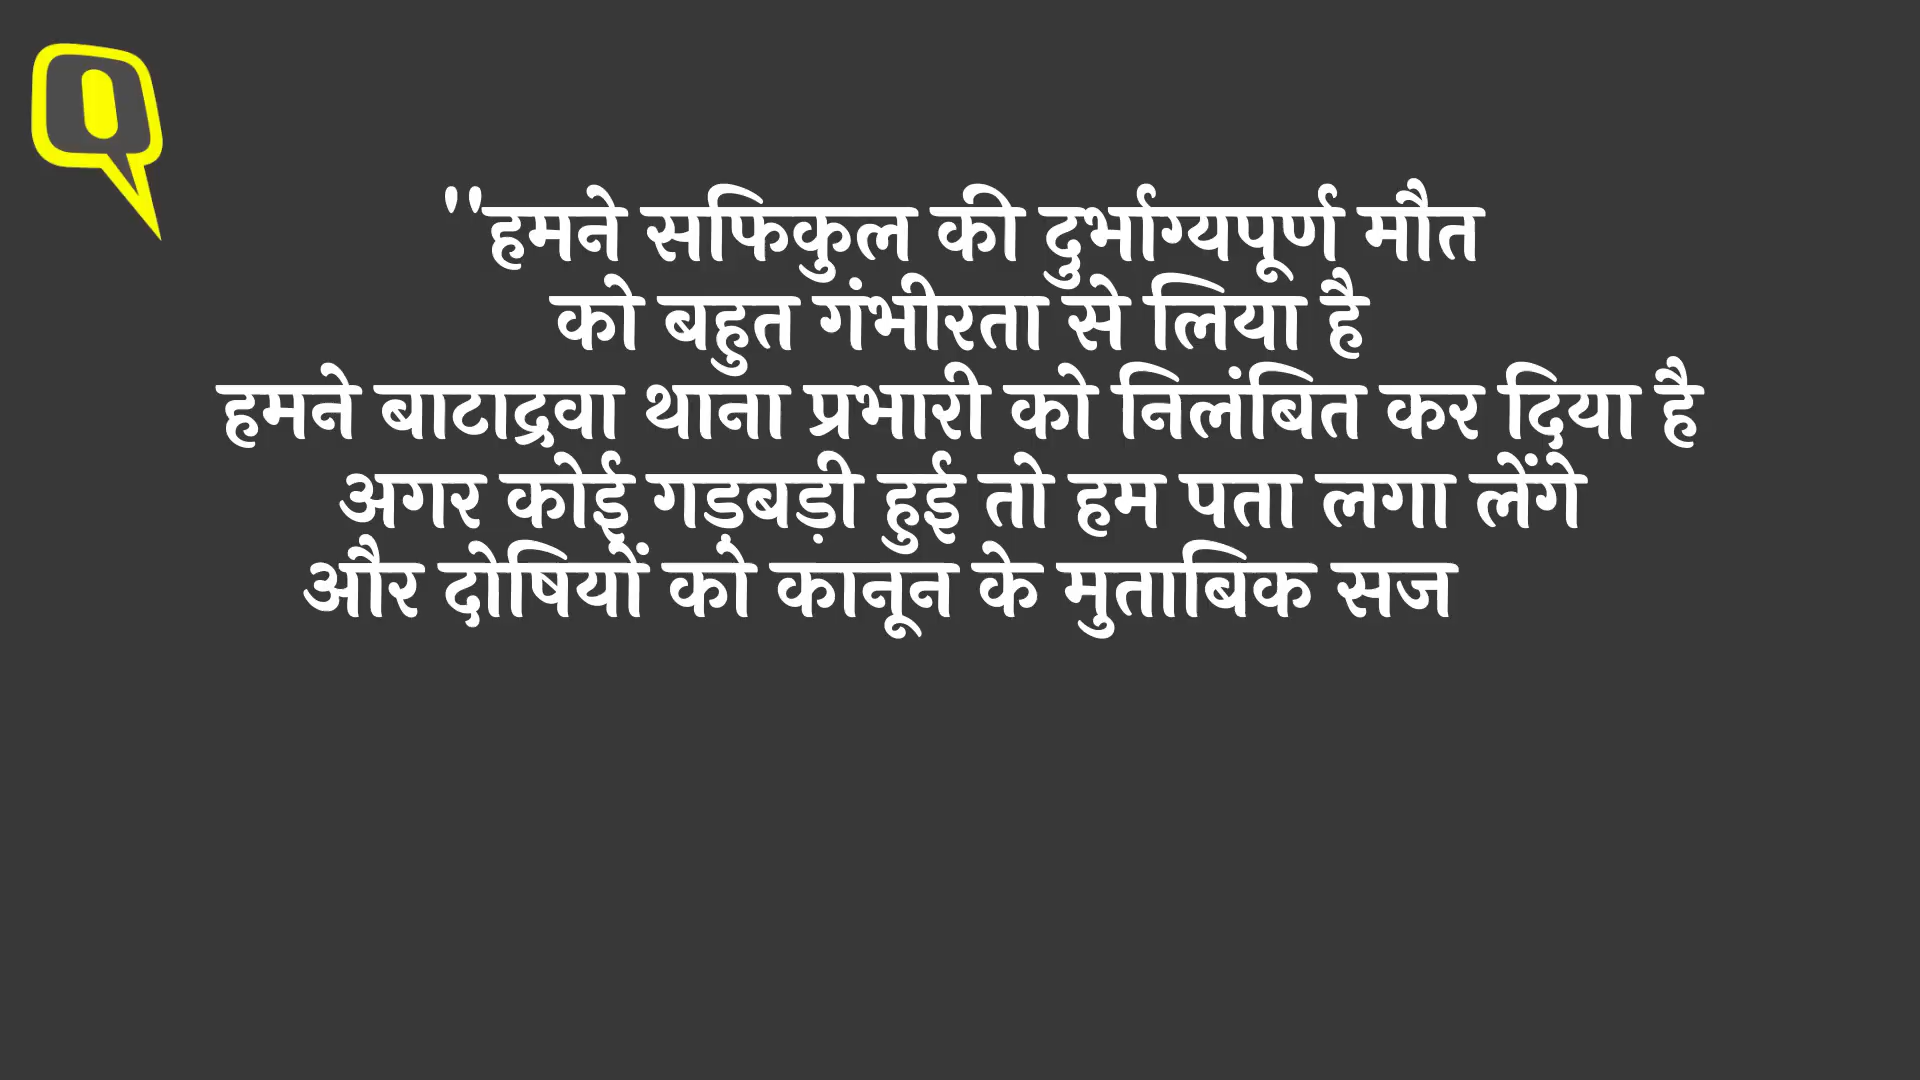 "हमने सफिकुल की दुर्भाग्यपूर्ण मौत
को बहुत गंभीरता से लिया है
हमने बाटाद्रवा थाना प्रभारी को निलंबित कर दिया है
अगर कोई गड़बड़ी हुई तो हम पता लगा लेंगे
और दोषियों को कानून के मुताबिक सज